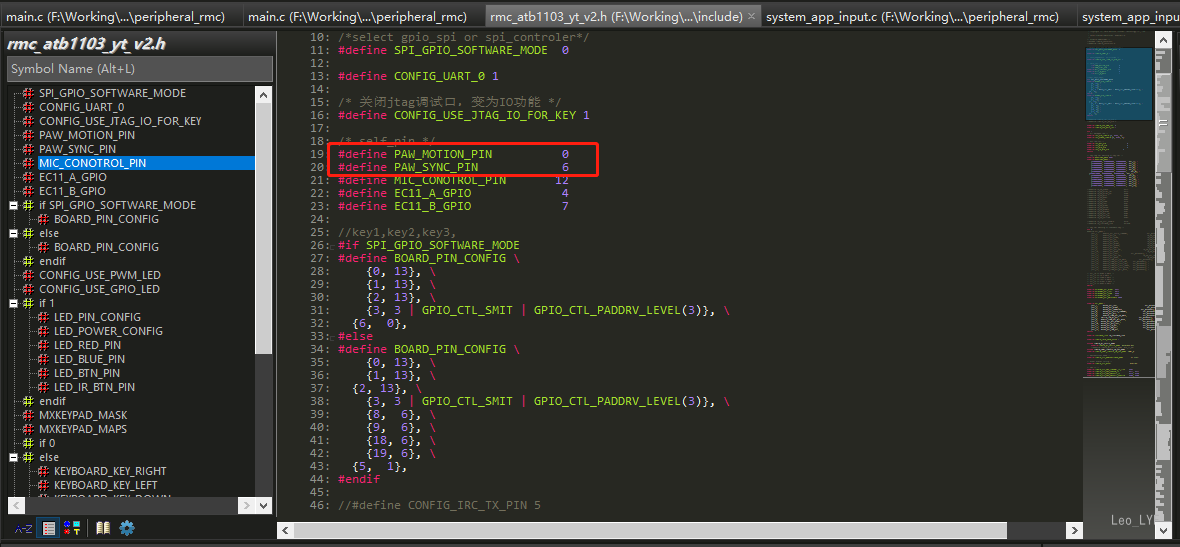 main.c (F:\Working\...\peripheral_rmc)
main.c (F:\Working\...\peripheral_rmc)
rmc_atb1103_yt_v2.h (F:\Working\...\include) ×
system_app_input.c (F:\Working\...\peripheral_rmc)
system_app_inpu
rmc_atb1103_yt_v2.h
Symbol Name (Alt+L)
SPI_GPIO_SOFTWARE_MODE
CONFIG_UART_0
CONFIG_USE_JTAG_IO_FOR_KEY
PAW_MOTION_PIN
PAW_SYNC_PIN
MIC_CONOTROL_PIN
EC11_A_GPIO
EC11_B_GPIO
if SPI_GPIO_SOFTWARE_MODE
BOARD_PIN_CONFIG
else
BOARD_PIN_CONFIG
endif
CONFIG_USE_PWM_LED
CONFIG_USE_GPIO_LED
if 1
LED_PIN_CONFIG
LED_POWER_CONFIG
LED_RED_PIN
LED_BLUE_PIN
LED_BTN_PIN
LED_IR_BTN_PIN
endif
MXKEYPAD_MASK
MXKEYPAD_MAPS
if 0
else
KEYBOARD_KEY_RIGHT
KEYBOARD_KEY_LEFT
KEYBOARD_KEY_DOWN
A-Z
10: /*select gpio_spi or spi_controler*/
11: #define SPI_GPIO_SOFTWARE_MODE 0
12:
13: #define CONFIG_UART_0 1
14:
15: /* 关闭jtag调试口，变为IO功能 */
16: #define CONFIG_USE_JTAG_IO_FOR_KEY 1
17:
18: /* self pin */
19: #define PAW_MOTION_PIN 0
20: #define PAW_SYNC_PIN 6
21: #define MIC_CONOTROL_PIN 12
22: #define EC11_A_GPIO 4
23: #define EC11_B_GPIO 7
24:
25: //key1,key2,key3,
26: #if SPI_GPIO_SOFTWARE_MODE
27: #define BOARD_PIN_CONFIG \
28: {0, 13}, \
29: {1, 13}, \
30: {2, 13}, \
31: {3, 3 | GPIO_CTL_SMIT | GPIO_CTL_PADDRV_LEVEL(3)}, \
32: {6, 0},
33: #else
34: #define BOARD_PIN_CONFIG \
35: {0, 13}, \
36: {1, 13}, \
37: {2, 13}, \
38: {3, 3 | GPIO_CTL_SMIT | GPIO_CTL_PADDRV_LEVEL(3)}, \
39: {8, 6}, \
40: {9, 6}, \
41: {18, 6}, \
42: {19, 6}, \
43: {5, 1},
44: #endif
45:
46: //#define CONFIG_IRC_TX_PIN 5
Leo_LY